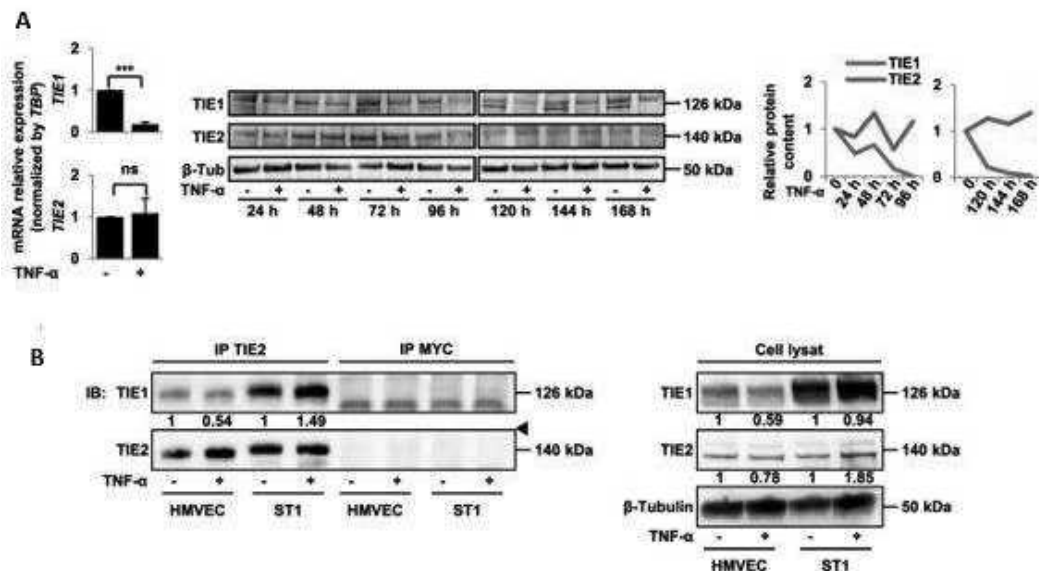 A
mRNA relative expression
(normalized by TBP)
TIE1
TIE2
2
1
0
***
2
1
0
ns
TNF-α - +
TIE1 126 kDa
TIE2 140 kDa
β-Tub 50 kDa
TNF-α - + - + - + - + - + - + - +
24 h 48 h 72 h 96 h 120 h 144 h 168 h
TIE1
TIE2
Relative protein
content
2 2
1 1
0 0
TNF-α 0 24 h 48 h 72 h 96 h 0 120 h 144 h 168 h
B
IP TIE2 IP MYC
IB: TIE1 126 kDa
1 0.54 1 1.49
TIE2 140 kDa
TNF-α - + - + - + - +
HMVEC ST1 HMVEC ST1
Cell lysat
TIE1 126 kDa
1 0.59 1 0.94
TIE2 140 kDa
1 0.78 1 1.85
β-Tubulin 50 kDa
TNF-α - + - +
HMVEC ST1